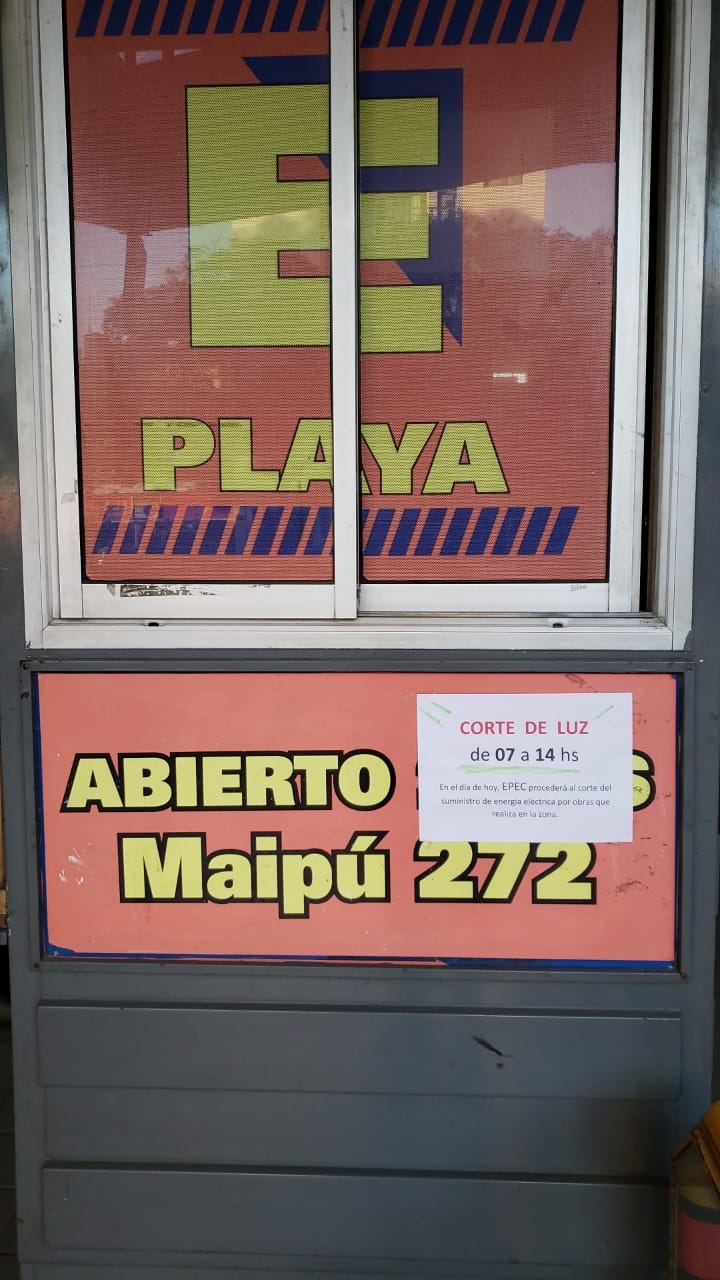 E
PLAYA
ABIERTO
Maipú 272
CORTE DE LUZ
de 07 a 14 hs
En el día de hoy, EPEC procederá al corte del
suministro de energía eléctrica por obras que
realiza en la zona.